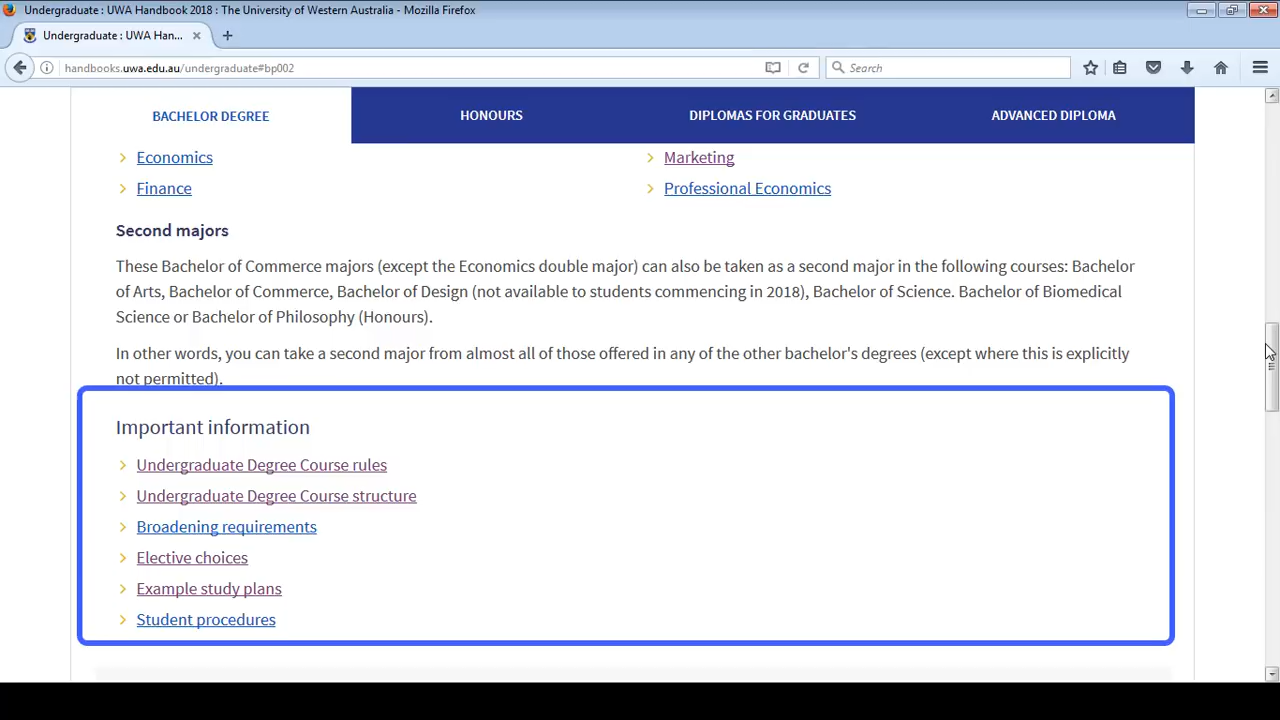 Undergraduate : UWA Handbook 2018 : The University of Western Australia - Mozilla Firefox
Undergraduate : UWA Han...
handbooks.uwa.edu.au/undergraduate#bp002
Search
BACHELOR DEGREE
HONOURS
DIPLOMAS FOR GRADUATES
ADVANCED DIPLOMA
Economics
Marketing
Finance
Professional Economics
Second majors
These Bachelor of Commerce majors (except the Economics double major) can also be taken as a second major in the following courses: Bachelor
of Arts, Bachelor of Commerce, Bachelor of Design (not available to students commencing in 2018), Bachelor of Science. Bachelor of Biomedical
Science or Bachelor of Philosophy (Honours).
In other words, you can take a second major from almost all of those offered in any of the other bachelor's degrees (except where this is explicitly
not permitted).
Important information
Undergraduate Degree Course rules
Undergraduate Degree Course structure
Broadening requirements
Elective choices
Example study plans
Student procedures